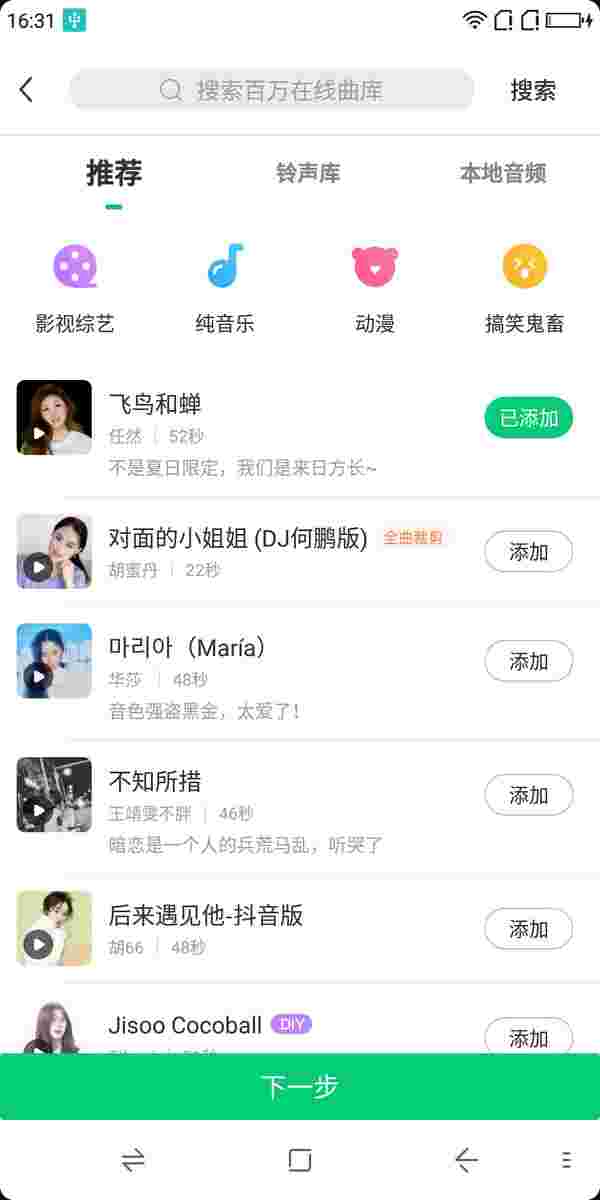 16:31
搜索百万在线曲库
搜索
推荐
铃声库
本地音频
影视综艺
纯音乐
动漫
搞笑鬼畜
飞鸟和蝉
任然 | 52秒
不是夏日限定，我们是来日方长~
已添加
对面的小姐姐 (DJ何鹏版) 全曲裁剪
胡蜜丹 | 22秒
添加
마리아（María）
华莎 | 48秒
音色强盗黑金，太爱了！
添加
不知所措
王靖雯不胖 | 46秒
暗恋是一个人的兵荒马乱，听哭了
添加
后来遇见他-抖音版
胡66 | 48秒
添加
Jisoo Cocoball DIY
添加
下一步